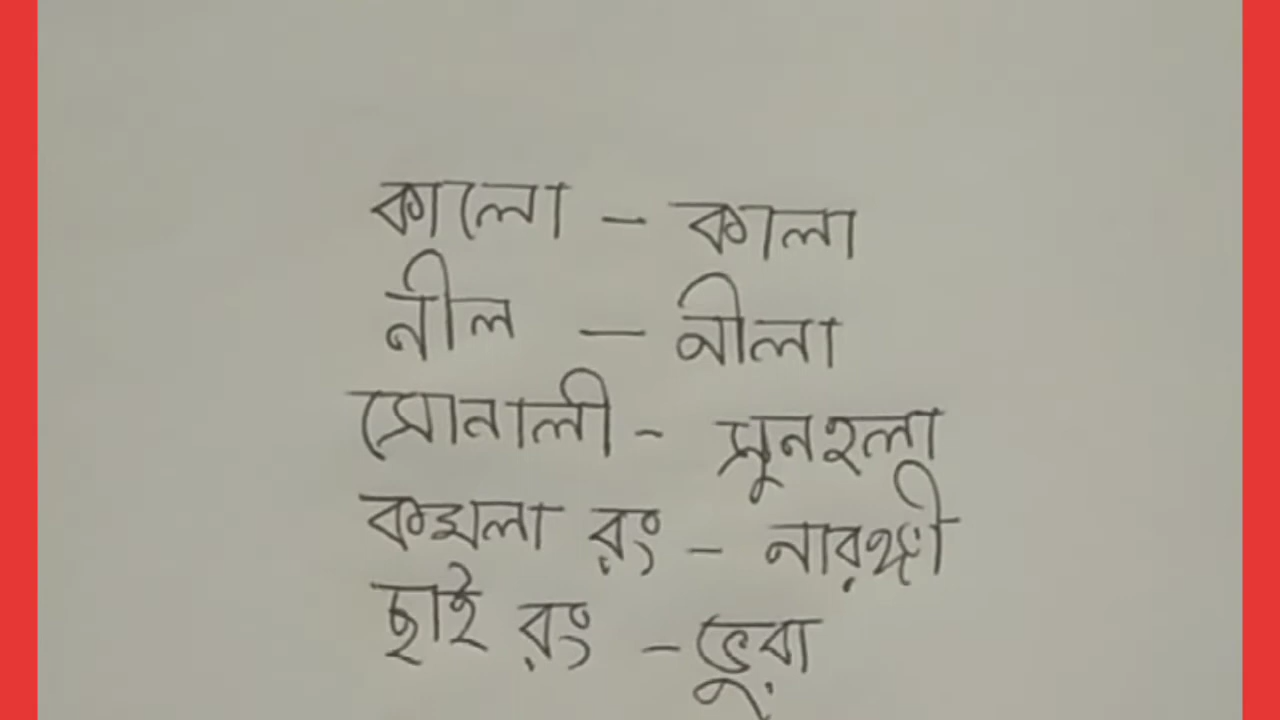 কালো - কালা
নীল - নীলা
সোনালী - সুনহলা
কমলা রং - নারঙ্গী
ছাই রং - ভুরা